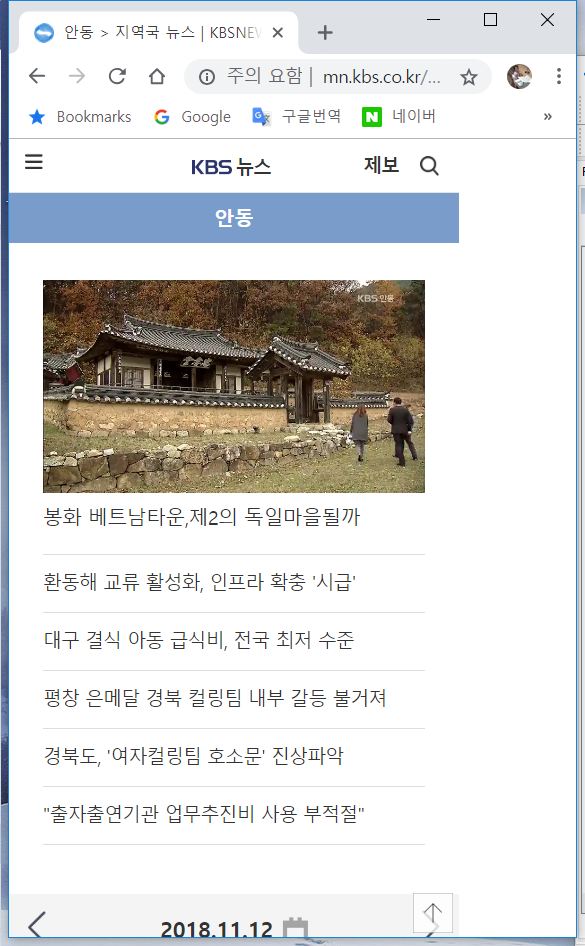 안동 > 지역국 뉴스 | KBSNEW
주의 요함 | mn.kbs.co.kr/...
Bookmarks Google 구글번역 네이버 »
KBS 뉴스 제보
안동
KBS 안동
봉화 베트남타운,제2의 독일마을될까
환동해 교류 활성화, 인프라 확충 '시급'
대구 결식 아동 급식비, 전국 최저 수준
평창 은메달 경북 컬링팀 내부 갈등 불거져
경북도, '여자컬링팀 호소문' 진상파악
"출자출연기관 업무추진비 사용 부적절"
2018.11.12